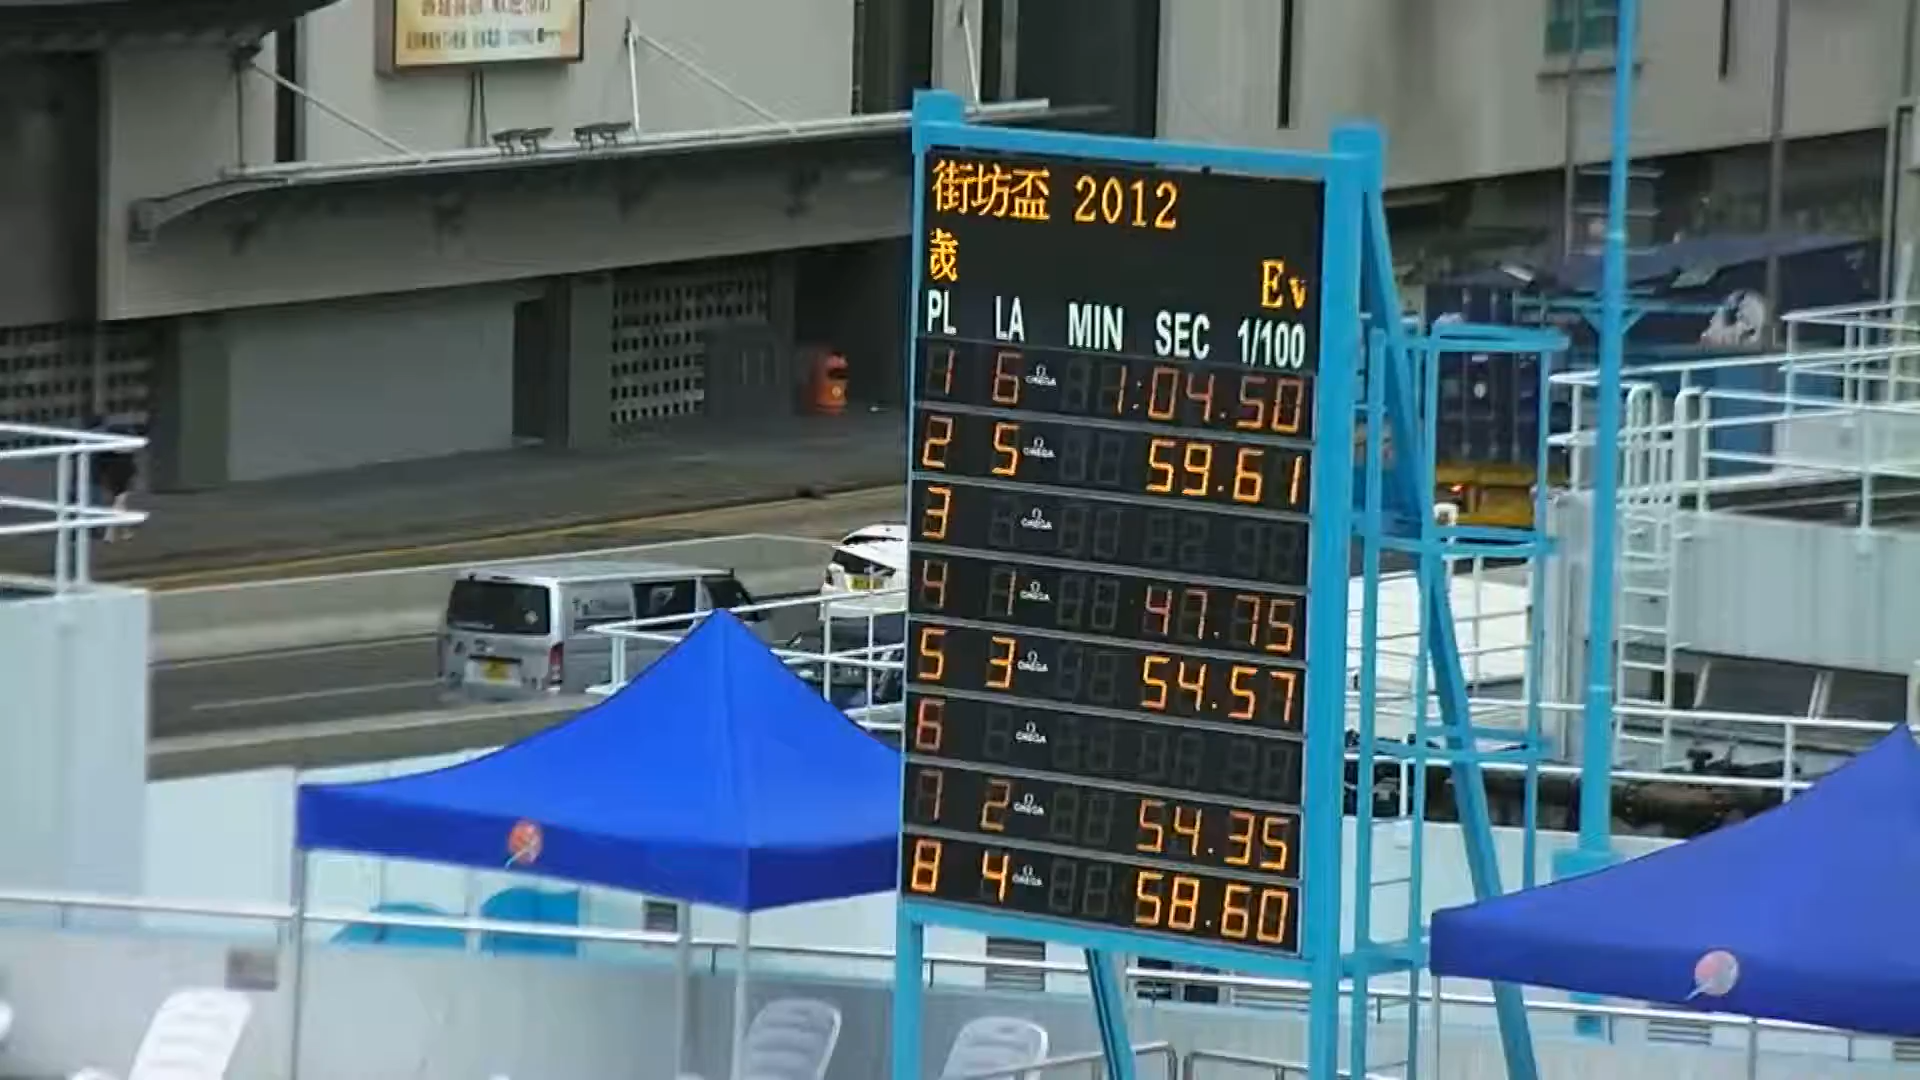 街坊盃 2012
歲 Ev
PL LA MIN SEC 1/100
1 6 OMEGA 1:04.50
2 5 OMEGA 59.61
3 OMEGA
4 1 OMEGA 47.75
5 3 OMEGA 54.57
6 OMEGA
7 2 OMEGA 54.35
8 4 OMEGA 58.60